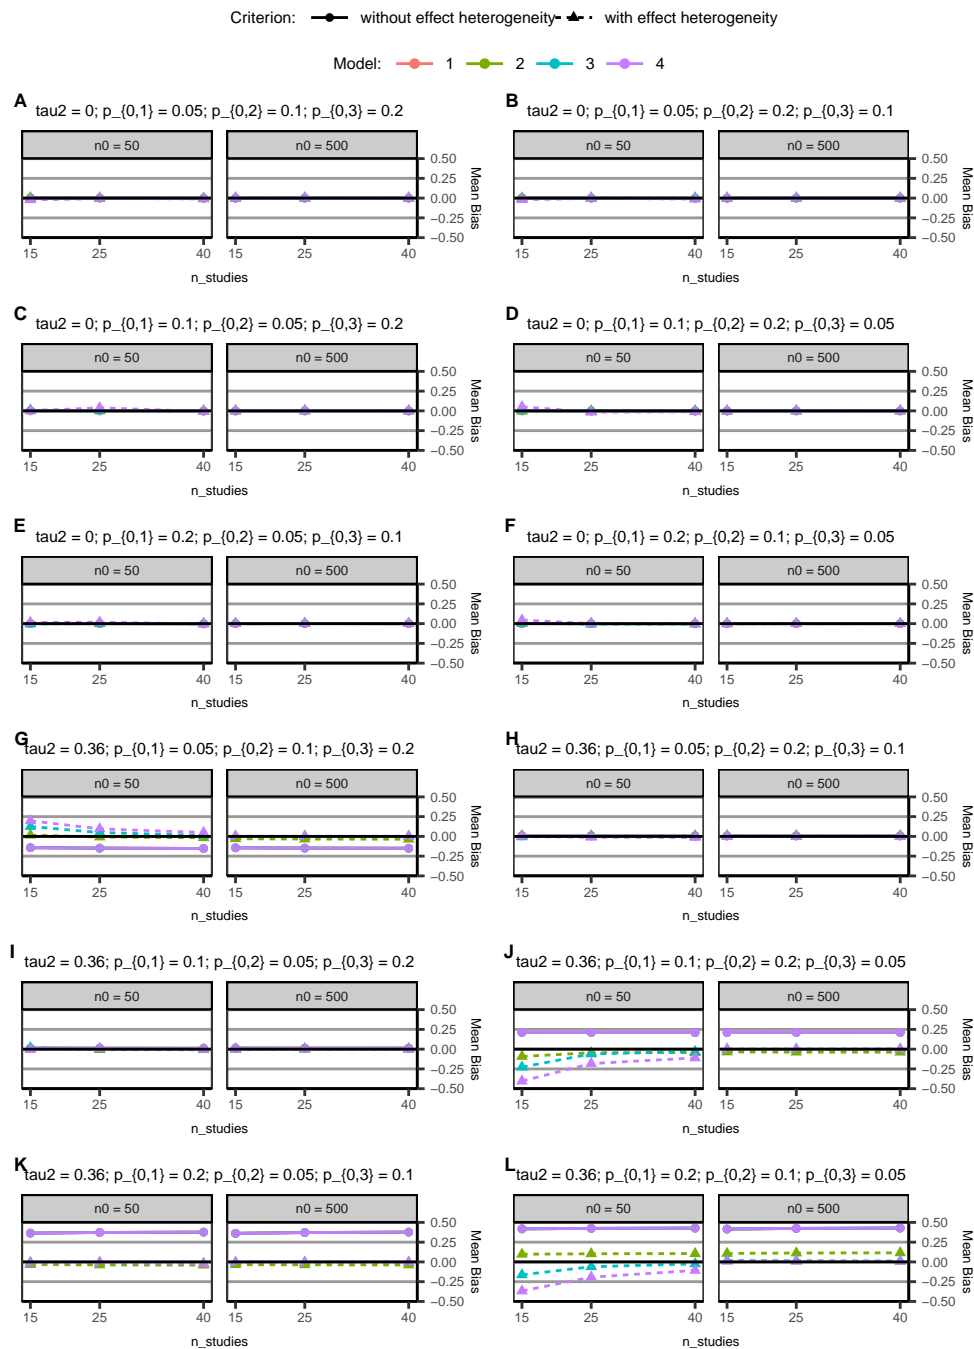 Criterion: without effect heterogeneity with effect heterogeneity
Model: 1 2 3 4
A tau2 = 0; p_{0,1} = 0.05; p_{0,2} = 0.1; p_{0,3} = 0.2
n0 = 50 n0 = 500
0.50
0.25
0.00
−0.25
−0.50
Mean Bias
15 25 40 15 25 40
n_studies
B tau2 = 0; p_{0,1} = 0.05; p_{0,2} = 0.2; p_{0,3} = 0.1
n0 = 50 n0 = 500
0.50
0.25
0.00
−0.25
−0.50
Mean Bias
15 25 40 15 25 40
n_studies
C tau2 = 0; p_{0,1} = 0.1; p_{0,2} = 0.05; p_{0,3} = 0.2
n0 = 50 n0 = 500
0.50
0.25
0.00
−0.25
−0.50
Mean Bias
15 25 40 15 25 40
n_studies
D tau2 = 0; p_{0,1} = 0.1; p_{0,2} = 0.2; p_{0,3} = 0.05
n0 = 50 n0 = 500
0.50
0.25
0.00
−0.25
−0.50
Mean Bias
15 25 40 15 25 40
n_studies
E tau2 = 0; p_{0,1} = 0.2; p_{0,2} = 0.05; p_{0,3} = 0.1
n0 = 50 n0 = 500
0.50
0.25
0.00
−0.25
−0.50
Mean Bias
15 25 40 15 25 40
n_studies
F tau2 = 0; p_{0,1} = 0.2; p_{0,2} = 0.1; p_{0,3} = 0.05
n0 = 50 n0 = 500
0.50
0.25
0.00
−0.25
−0.50
Mean Bias
15 25 40 15 25 40
n_studies
G tau2 = 0.36; p_{0,1} = 0.05; p_{0,2} = 0.1; p_{0,3} = 0.2
n0 = 50 n0 = 500
0.50
0.25
0.00
−0.25
−0.50
Mean Bias
15 25 40 15 25 40
n_studies
H tau2 = 0.36; p_{0,1} = 0.05; p_{0,2} = 0.2; p_{0,3} = 0.1
n0 = 50 n0 = 500
0.50
0.25
0.00
−0.25
−0.50
Mean Bias
15 25 40 15 25 40
n_studies
I tau2 = 0.36; p_{0,1} = 0.1; p_{0,2} = 0.05; p_{0,3} = 0.2
n0 = 50 n0 = 500
0.50
0.25
0.00
−0.25
−0.50
Mean Bias
15 25 40 15 25 40
n_studies
J tau2 = 0.36; p_{0,1} = 0.1; p_{0,2} = 0.2; p_{0,3} = 0.05
n0 = 50 n0 = 500
0.50
0.25
0.00
−0.25
−0.50
Mean Bias
15 25 40 15 25 40
n_studies
K tau2 = 0.36; p_{0,1} = 0.2; p_{0,2} = 0.05; p_{0,3} = 0.1
n0 = 50 n0 = 500
0.50
0.25
0.00
−0.25
−0.50
Mean Bias
15 25 40 15 25 40
n_studies
L tau2 = 0.36; p_{0,1} = 0.2; p_{0,2} = 0.1; p_{0,3} = 0.05
n0 = 50 n0 = 500
0.50
0.25
0.00
−0.25
−0.50
Mean Bias
15 25 40 15 25 40
n_studies